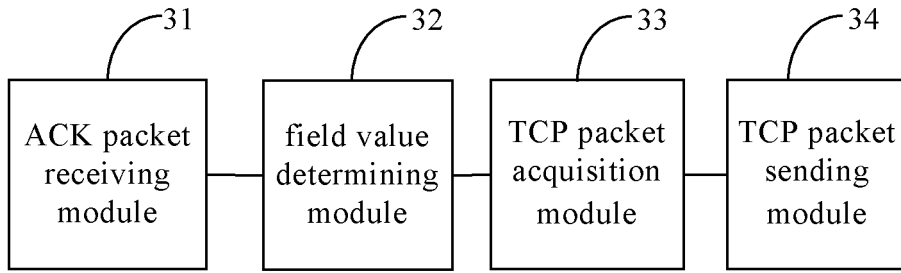 31
32
33
34
ACK packet
receiving
module
field value
determining
module
TCP packet
acquisition
module
TCP packet
sending
module